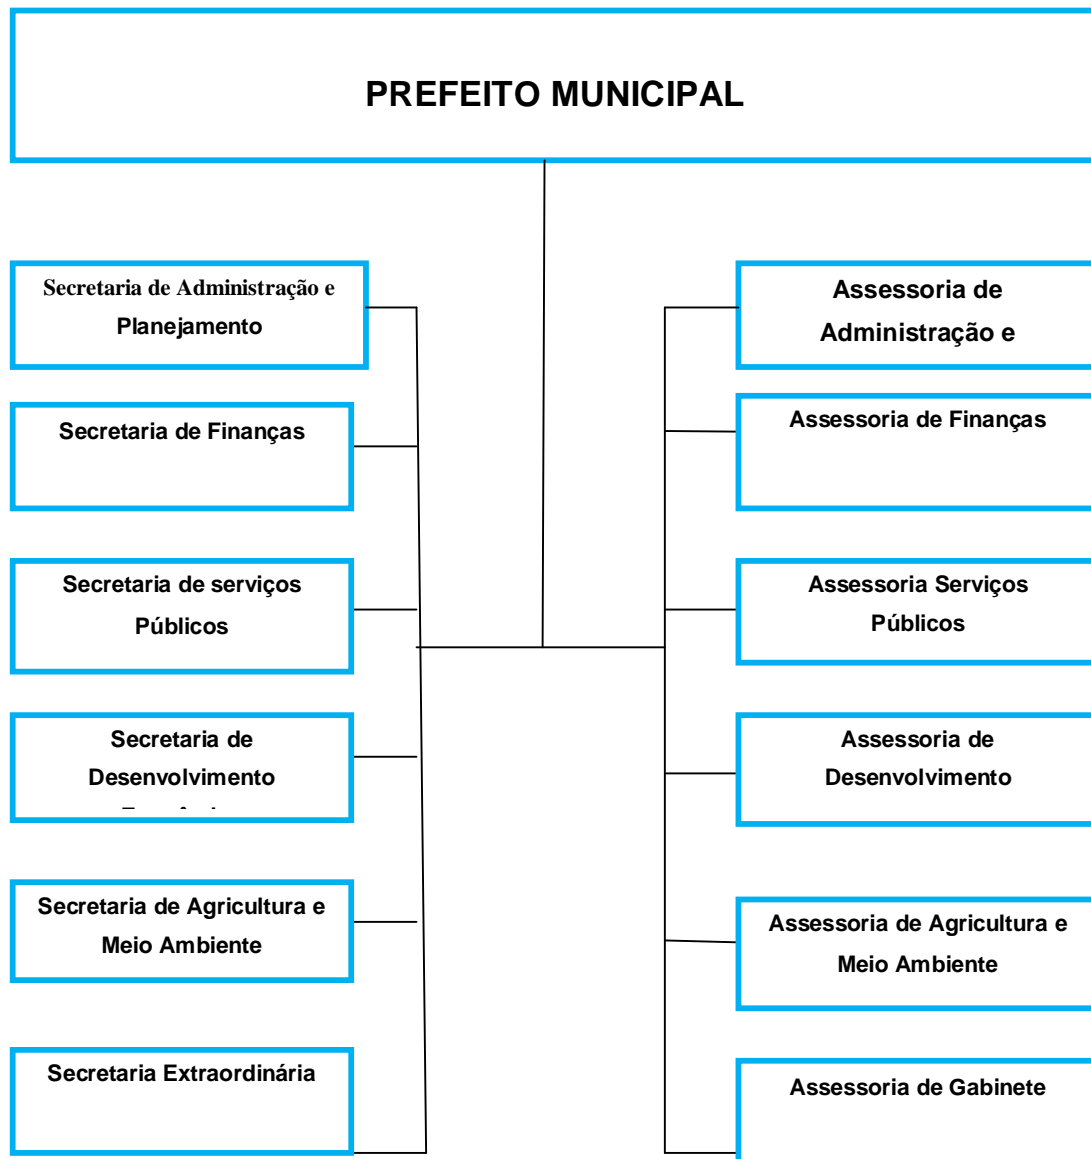 PREFEITO MUNICIPAL
Secretaria de Administração e
Planejamento
Secretaria de Finanças
Secretaria de serviços
Públicos
Secretaria de
Desenvolvimento
Secretaria de Agricultura e
Meio Ambiente
Secretaria Extraordinária
Assessoria de
Administração e
Assessoria de Finanças
Assessoria Serviços
Públicos
Assessoria de
Desenvolvimento
Assessoria de Agricultura e
Meio Ambiente
Assessoria de Gabinete